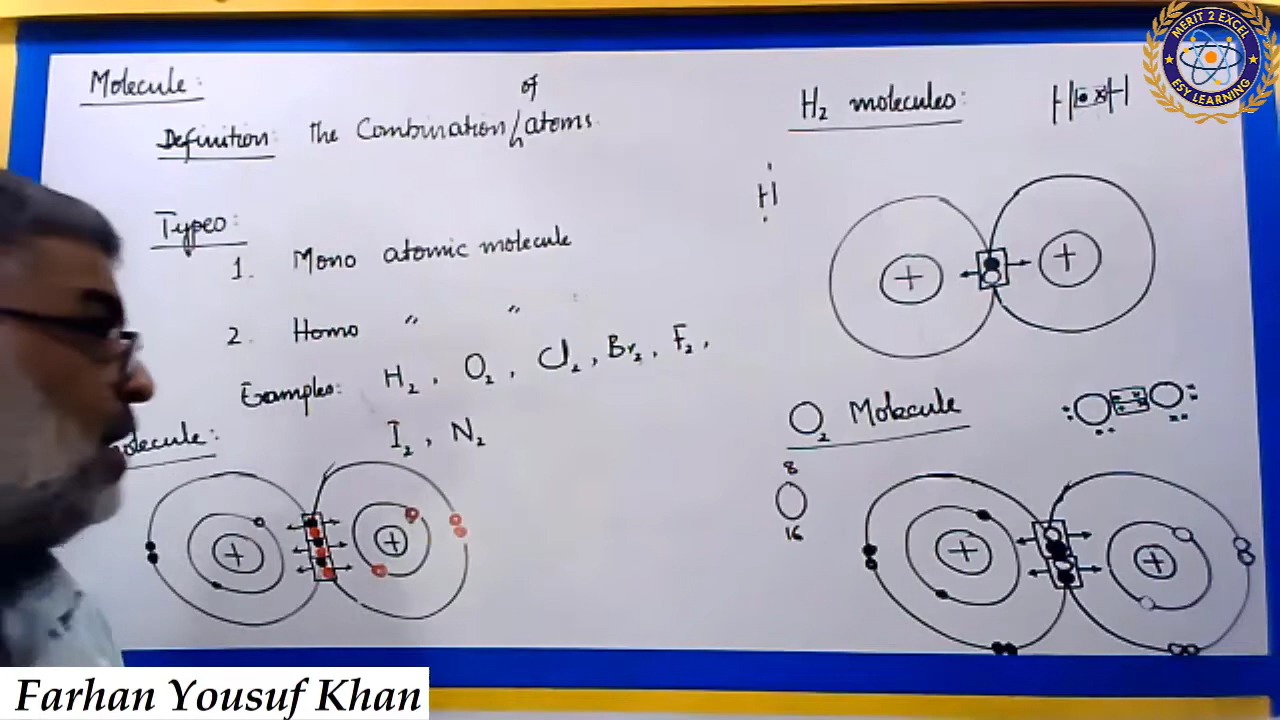 Molecule:
of
Definition: The Combination atoms.
Types:
1. Mono atomic molecule
2. Homo " "
Examples: H₂, O₂, Cl₂, Br₂, F₂,
I₂, N₂
olecule:
+ +
H₂ molecules:
H H
H
+ +
O₂ Molecule
8
O
16
+ +
MERIT 2 EXCEL
ESY LEARNING
Farhan Yousuf Khan